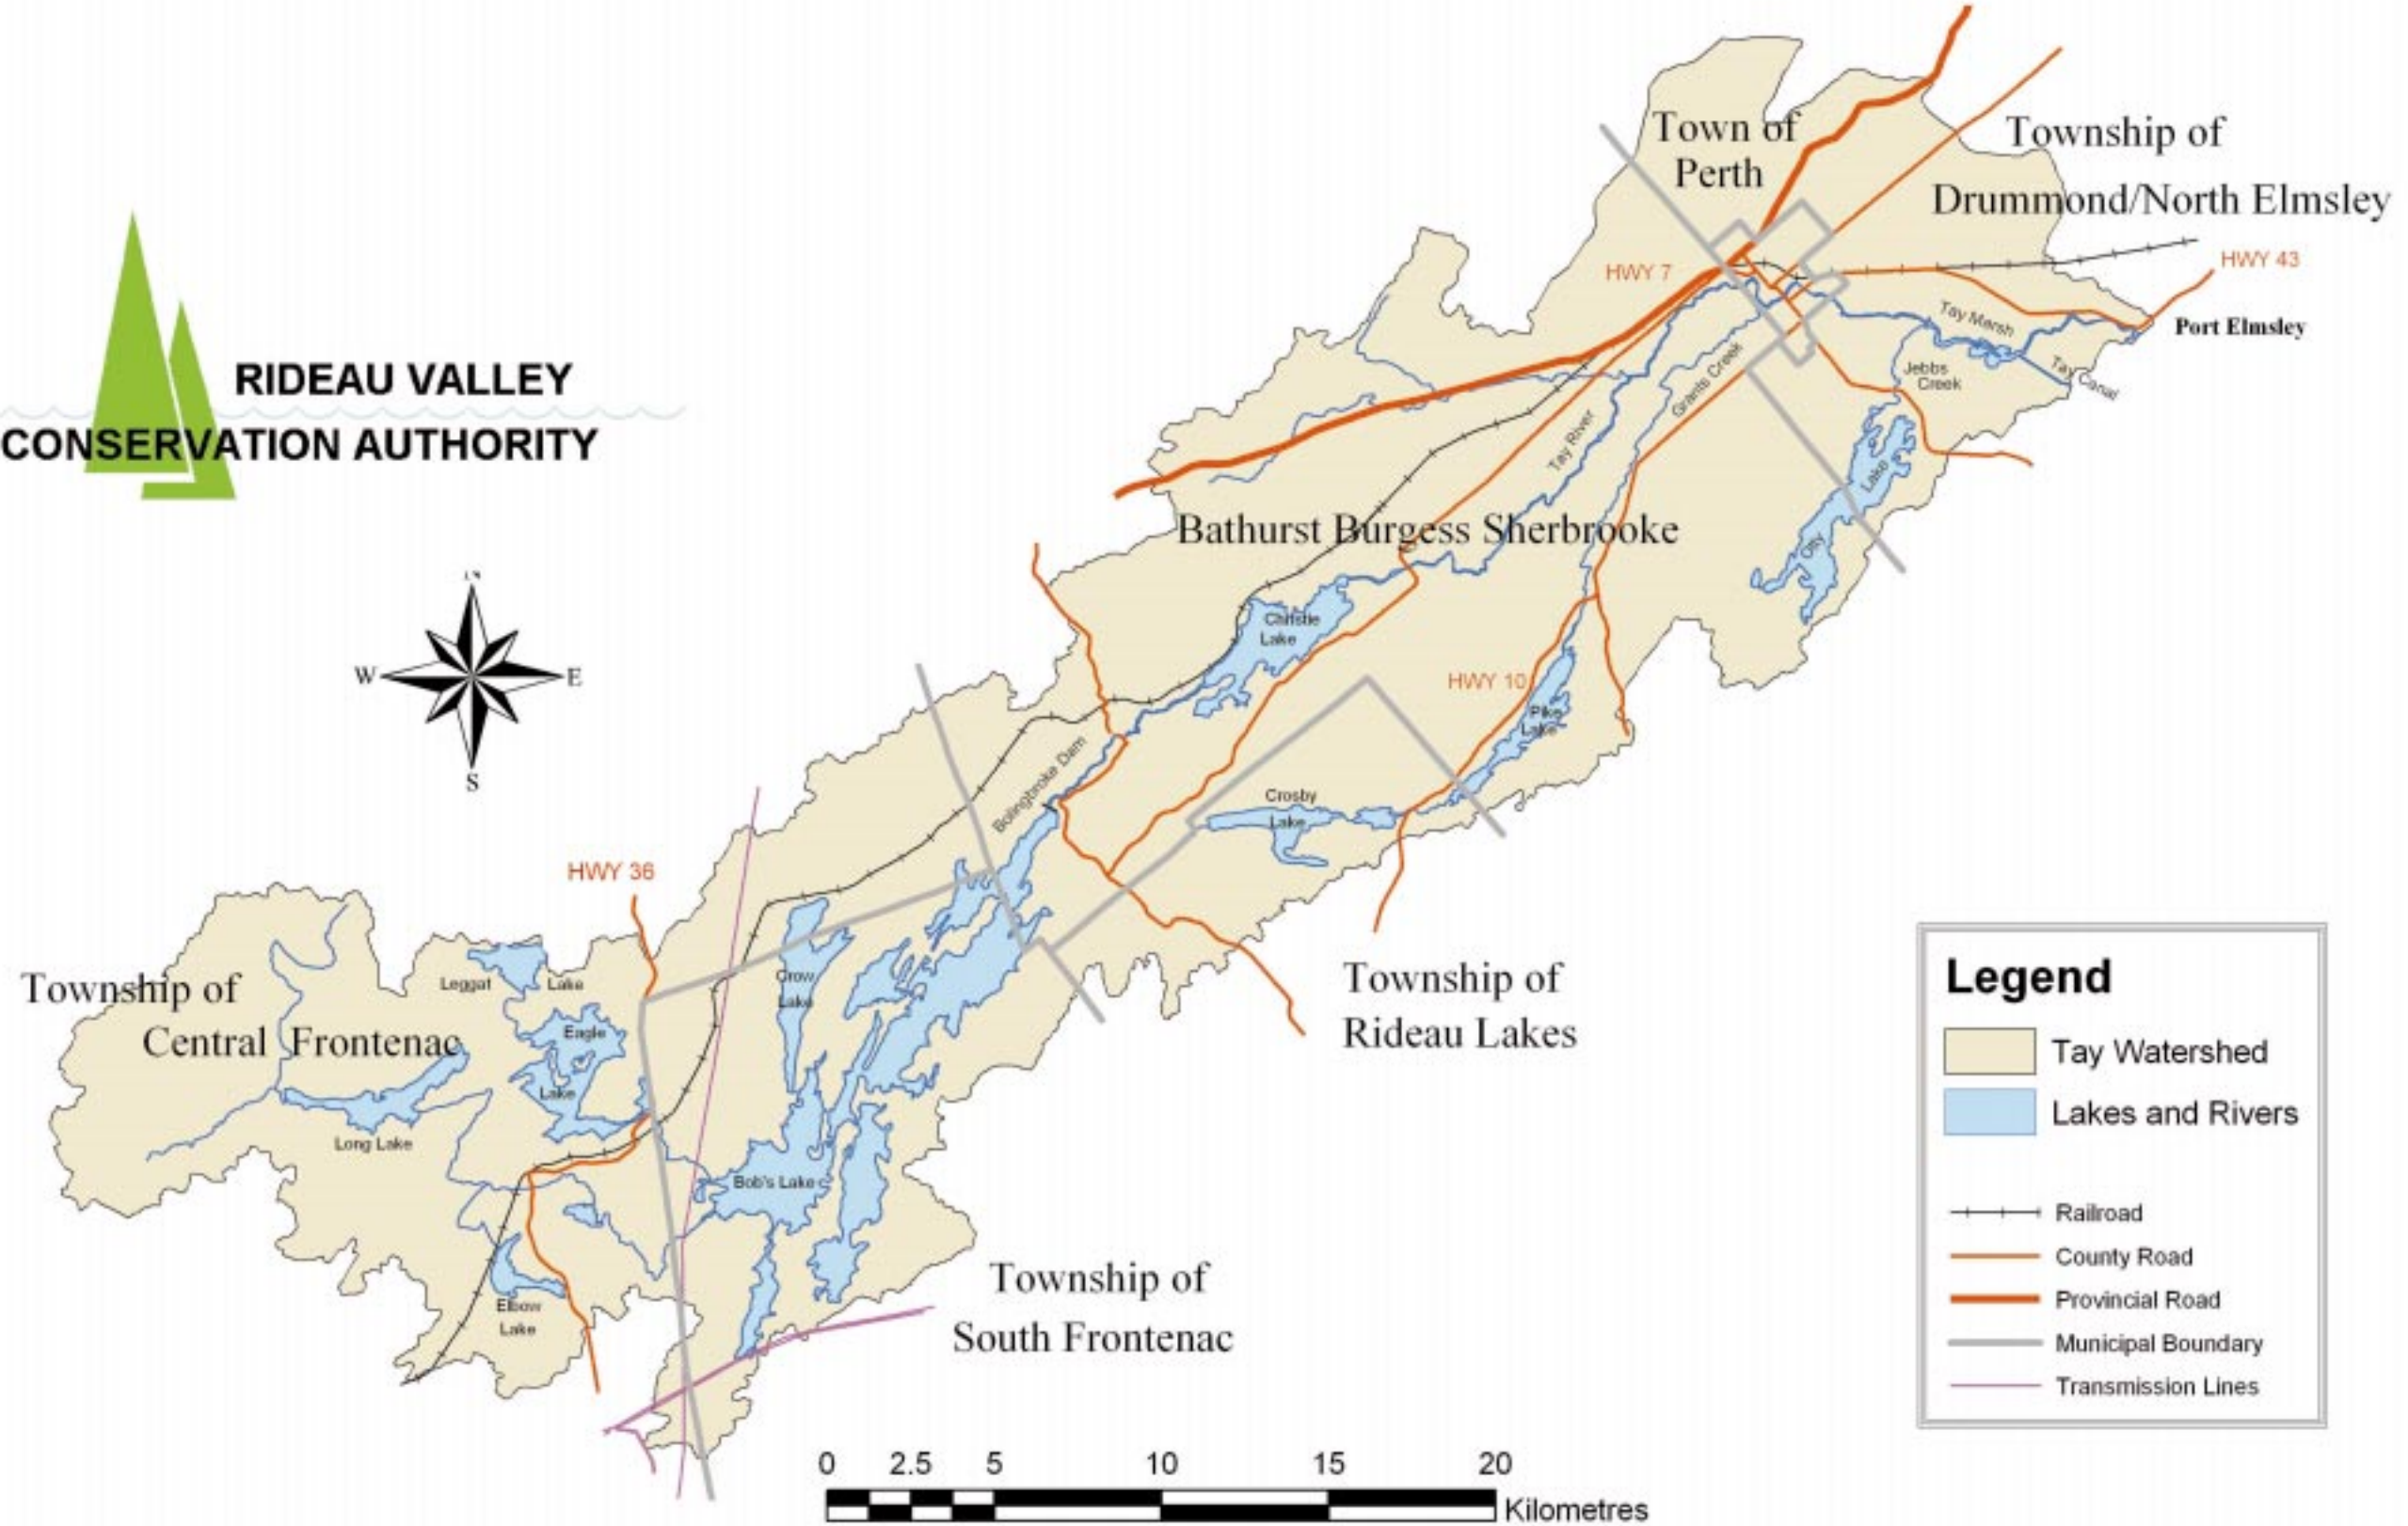 Town of
Perth
Township of
Drummond/North Elmsley
HWY 7
HWY 43
Tay Marsh
Port Elmsley
RIDEAU VALLEY
CONSERVATION AUTHORITY
Grants Creek
Jebbs
Creek
Tay Canal
Tay River
Otty Lake
Bathurst Burgess Sherbrooke
N
W
E
S
Christie
Lake
HWY 10
Pike
Lake
Bolingbroke Dam
Crosby
Lake
HWY 36
Township of
Central Frontenac
Leggat Lake
Crow
Lake
Eagle
Lake
Long Lake
Bob's Lake
Elbow
Lake
Township of
Rideau Lakes
Township of
South Frontenac
Legend
Tay Watershed
Lakes and Rivers
Railroad
County Road
Provincial Road
Municipal Boundary
Transmission Lines
0 2.5 5 10 15 20
Kilometres